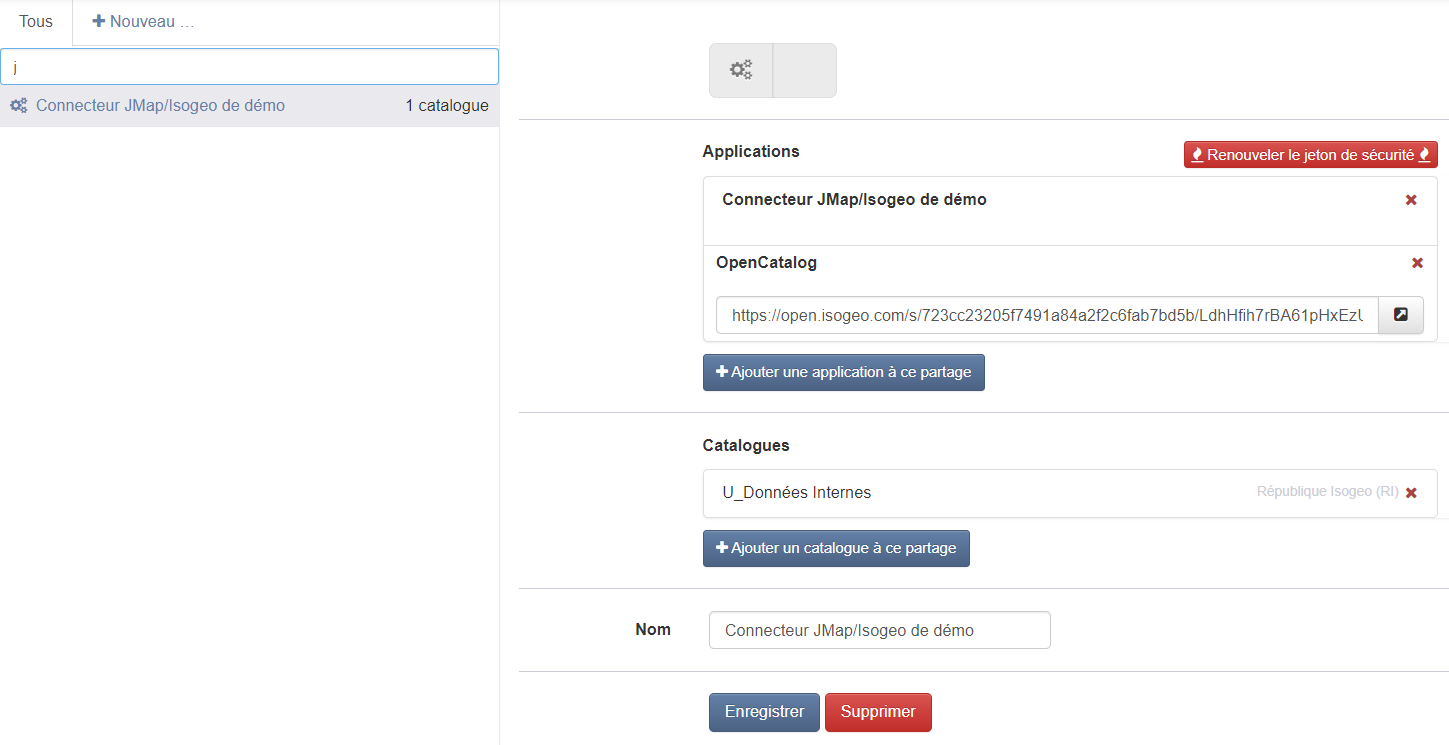 Tous
Nouveau …
j
Connecteur JMap/Isogeo de démo 1 catalogue
Applications
Renouveler le jeton de sécurité
Connecteur JMap/Isogeo de démo
OpenCatalog
https://open.isogeo.com/s/723cc23205f7491a84a2f2c6fab7bd5b/LdhHfih7rBA61pHxEzU
Ajouter une application à ce partage
Catalogues
U_Données Internes
République Isogeo (RI)
Ajouter un catalogue à ce partage
Nom
Connecteur JMap/Isogeo de démo
Enregistrer
Supprimer